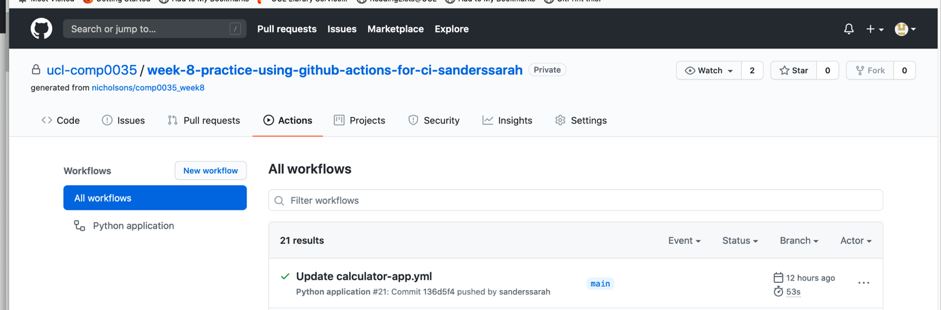 Search or jump to... /
Pull requests Issues Marketplace Explore
ucl-comp0035 / week-8-practice-using-github-actions-for-ci-sanderssarah Private
Watch 2 Star 0 Fork 0
generated from nicholsons/comp0035_week8
<> Code Issues Pull requests Actions Projects Security Insights Settings
Workflows New workflow
All workflows
Python application
All workflows
Filter workflows
21 results Event Status Branch Actor
Update calculator-app.yml
Python application #21: Commit 136d5f4 pushed by sanderssarah
main
12 hours ago
53s